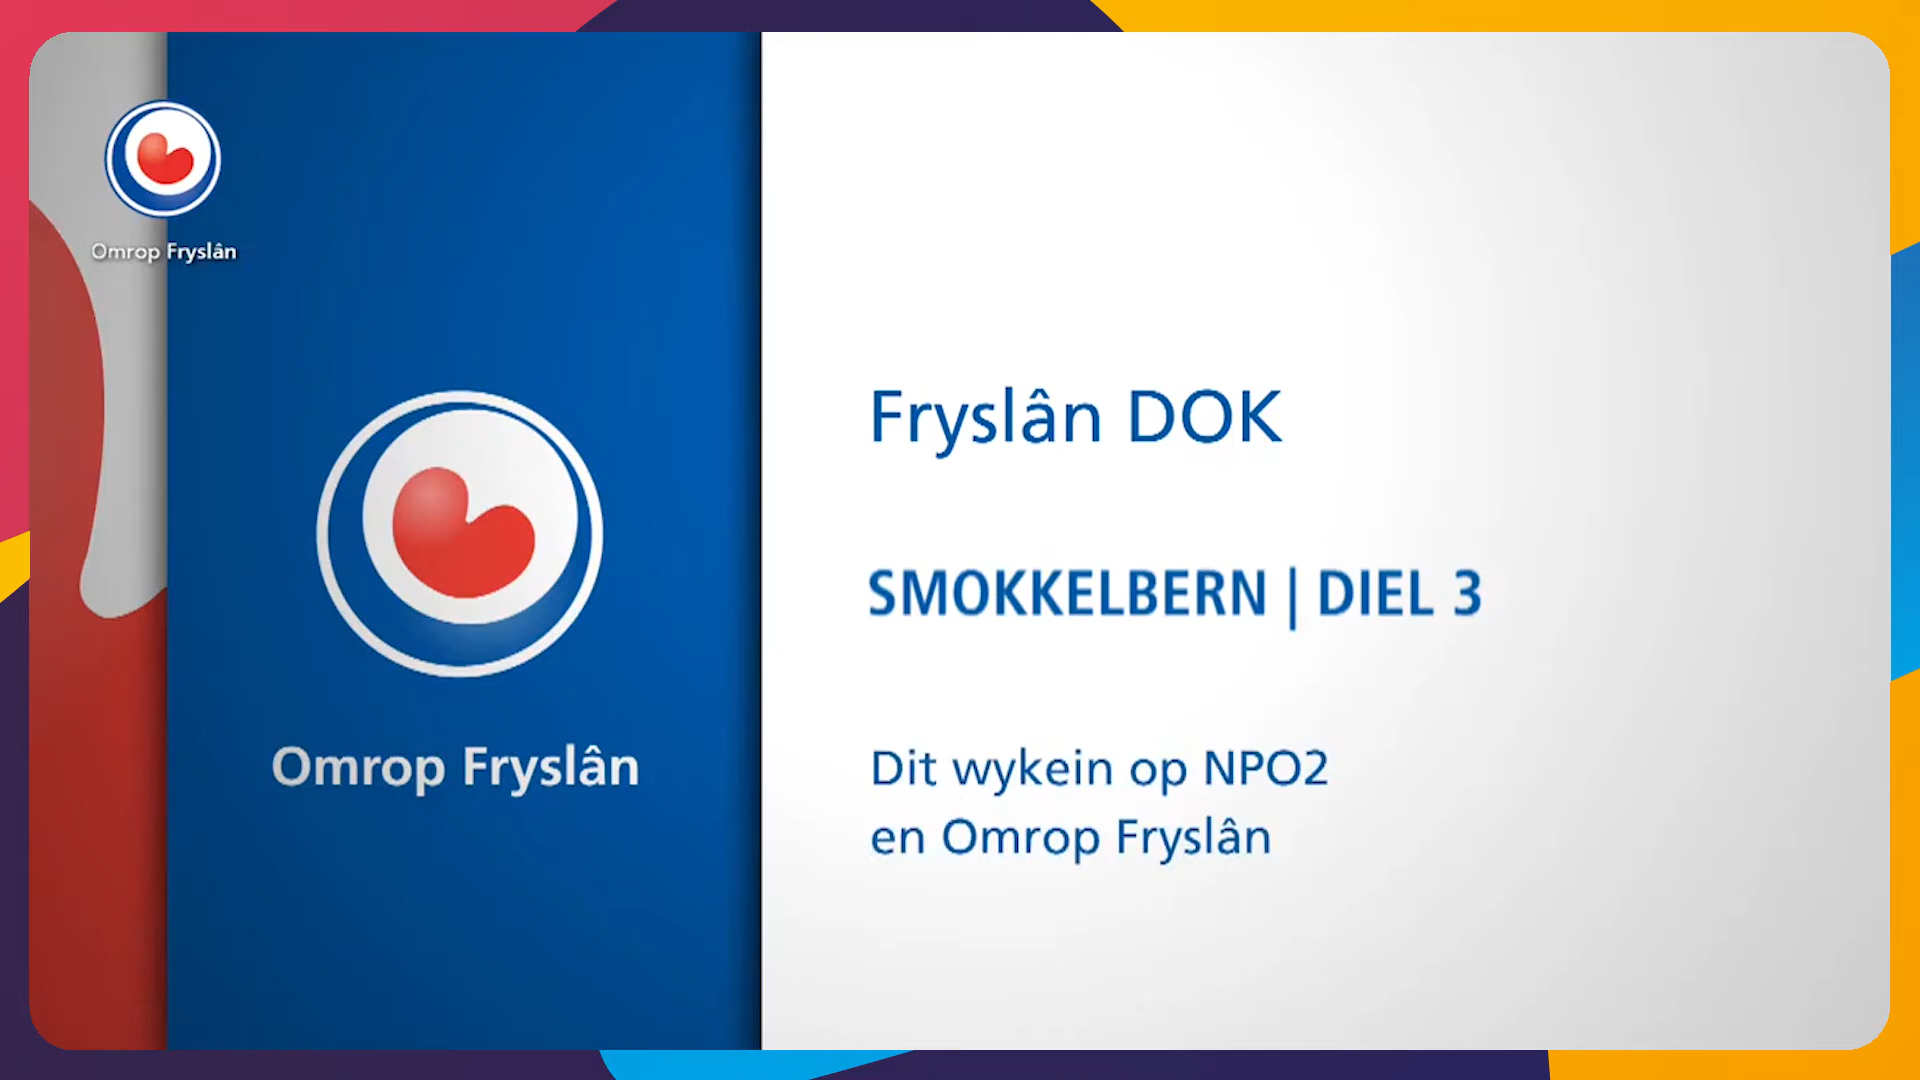 Omrop Fryslân
Fryslân DOK
SMOKKELBERN | DIEL 3
Omrop Fryslân
Dit wykein op NPO2
en Omrop Fryslân